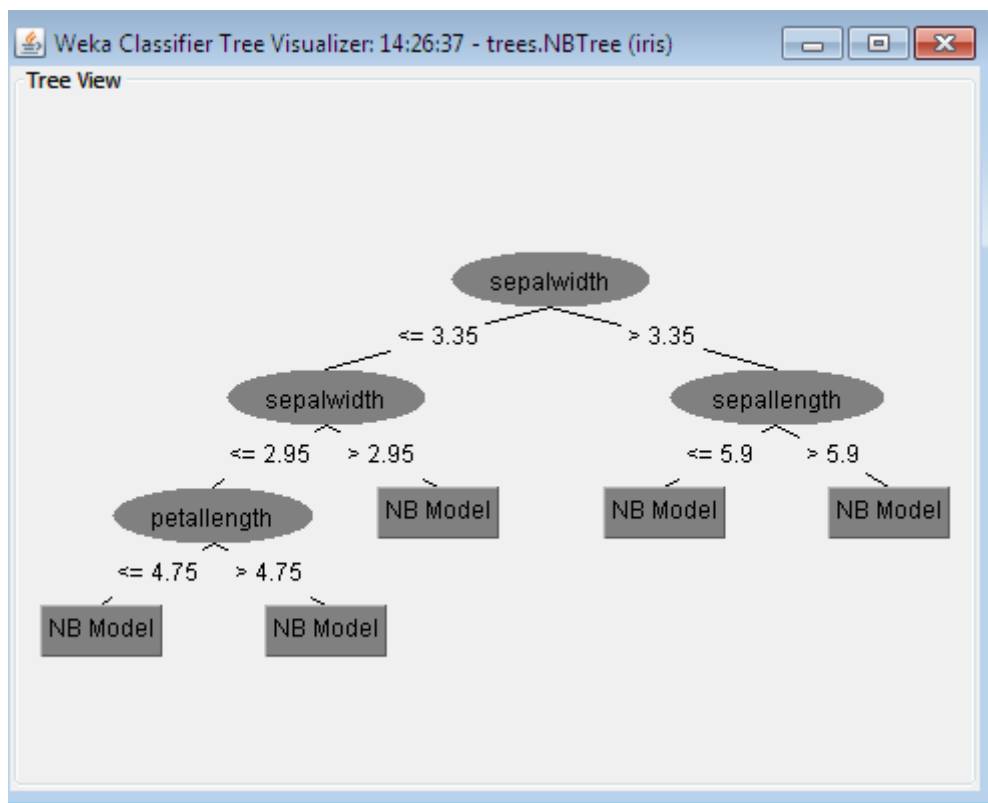 Weka Classifier Tree Visualizer: 14:26:37 - trees.NBTree (iris)
Tree View
sepalwidth
<= 3.35 > 3.35
sepalwidth sepallength
<= 2.95 > 2.95 <= 5.9 > 5.9
petallength NB Model NB Model NB Model
<= 4.75 > 4.75
NB Model NB Model